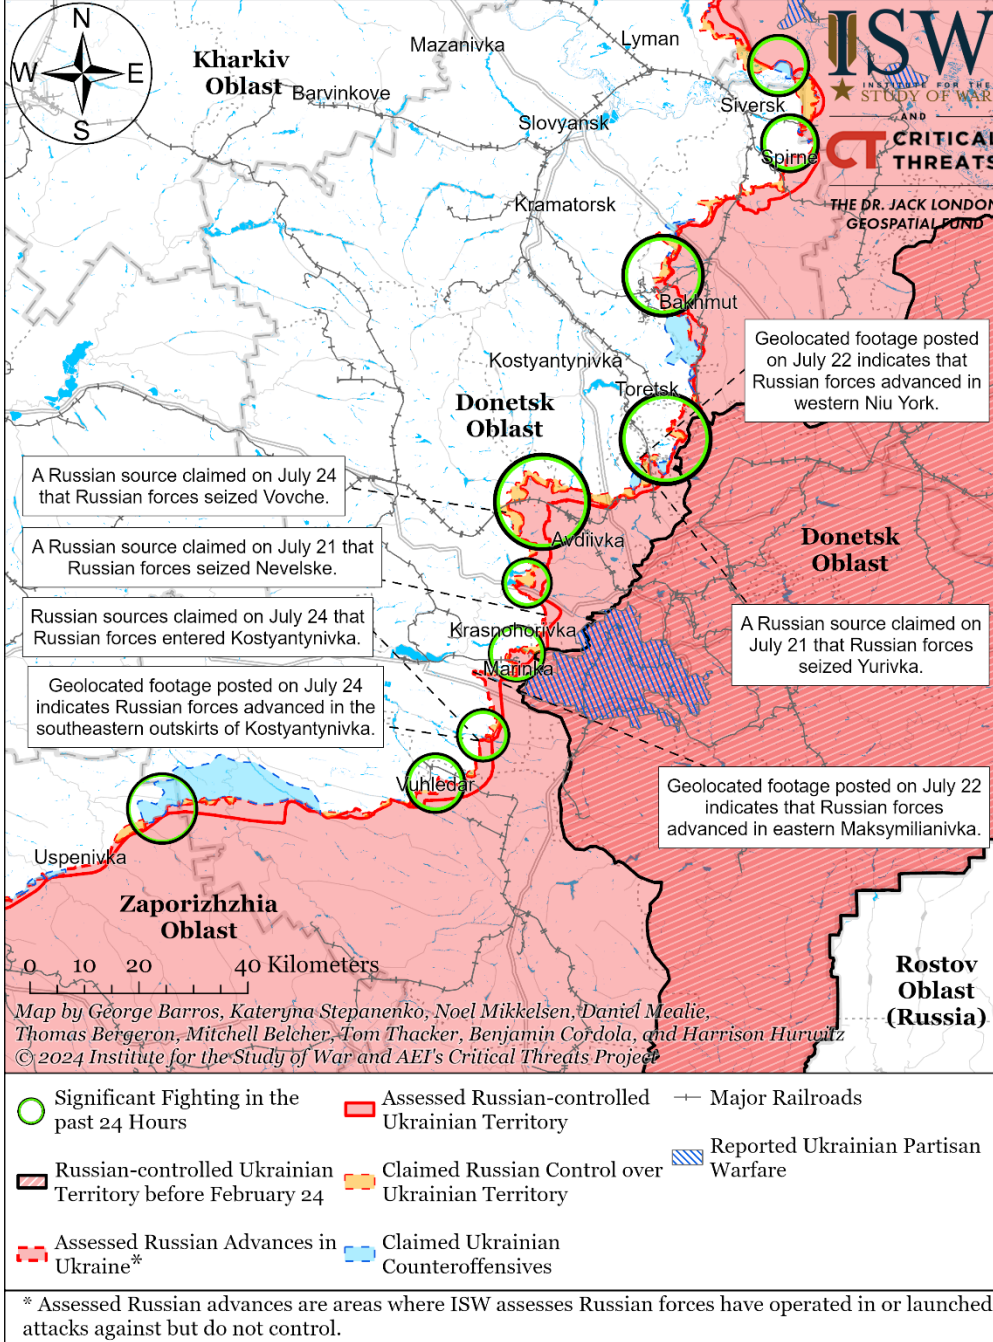 N
W
E
S
Kharkiv
Oblast
Mazanivka
Lyman
Barvinkove
Slovyansk
Siversk
Spirne
Kramatorsk
Bakhmut
Kostyantynivka
Toretsk
Donetsk
Oblast
ISW
INSTITUTE FOR THE
STUDY OF WAR
AND
CT CRITICAL
THREATS
THE DR. JACK LONDON
GEOSPATIAL FUND
Geolocated footage posted
on July 22 indicates that
Russian forces advanced in
western Niu York.
A Russian source claimed on July 24
that Russian forces seized Vovche.
A Russian source claimed on July 21 that
Russian forces seized Nevelske.
Russian sources claimed on July 24 that
Russian forces entered Kostyantynivka.
Geolocated footage posted on July 24
indicates Russian forces advanced in the
southeastern outskirts of Kostyantynivka.
Avdiivka
Krasnohorivka
Marinka
Vuhledar
Donetsk
Oblast
A Russian source claimed on
July 21 that Russian forces
seized Yurivka.
Geolocated footage posted on July 22
indicates that Russian forces
advanced in eastern Maksymilianivka.
Uspenivka
Zaporizhzhia
Oblast
Rostov
Oblast
(Russia)
0 10 20 40 Kilometers
Map by George Barros, Kateryna Stepanenko, Noel Mikkelsen, Daniel Mealie,
Thomas Bergeron, Mitchell Belcher, Tom Thacker, Benjamin Cordola, and Harrison Hurwitz
© 2024 Institute for the Study of War and AEI's Critical Threats Project
Significant Fighting in the
past 24 Hours
Russian-controlled Ukrainian
Territory before February 24
Assessed Russian Advances in
Ukraine*
Assessed Russian-controlled
Ukrainian Territory
Claimed Russian Control over
Ukrainian Territory
Claimed Ukrainian
Counteroffensives
Major Railroads
Reported Ukrainian Partisan
Warfare
* Assessed Russian advances are areas where ISW assesses Russian forces have operated in or launched
attacks against but do not control.